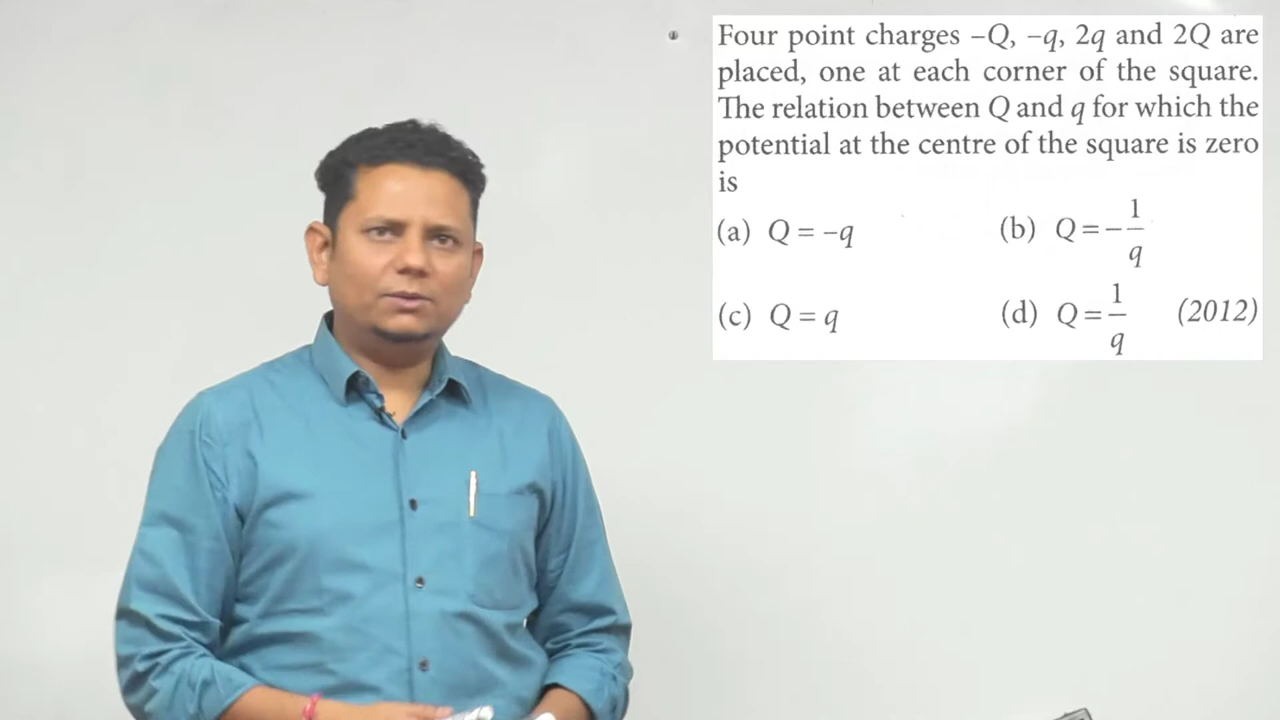 Four point charges –Q, –q, 2q and 2Q are
placed, one at each corner of the square.
The relation between Q and q for which the
potential at the centre of the square is zero
is
(a) Q = –q (b) Q = –1/q
(c) Q = q (d) Q = 1/q (2012)